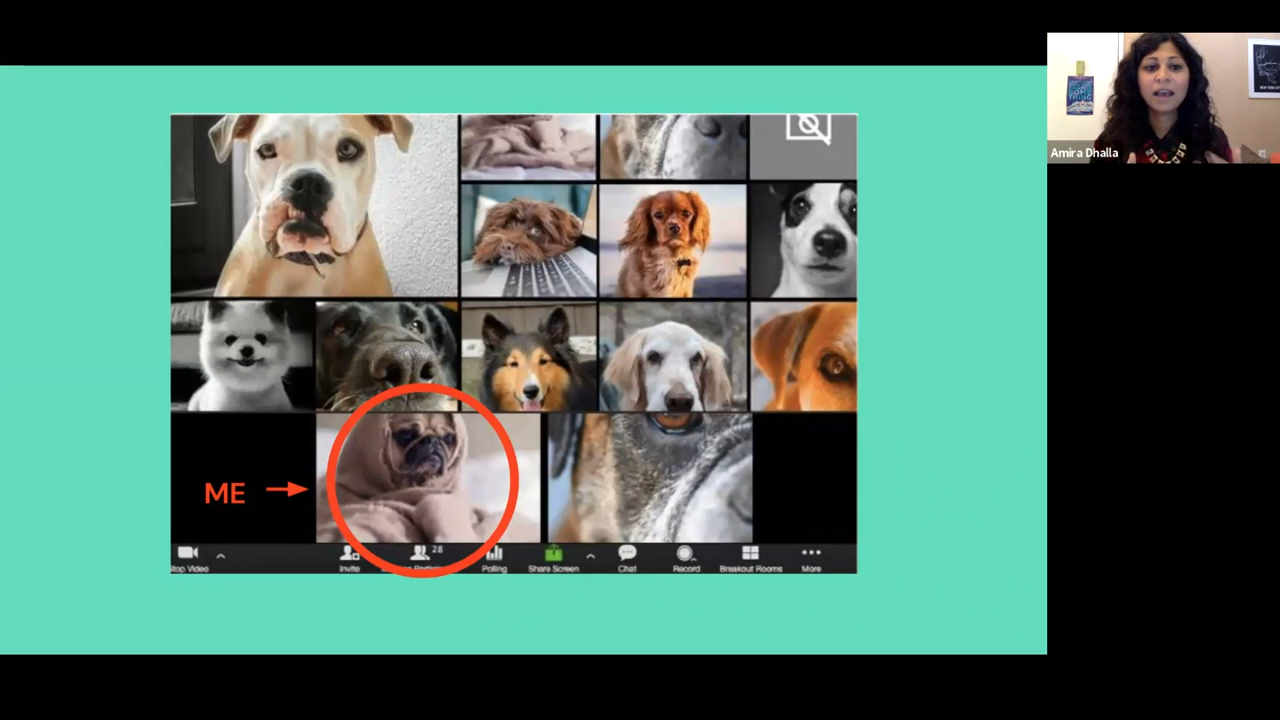 Amira Dhalla
ME
28
Invite
Polling
Share Screen
Chat
Record
Breakout Rooms
More